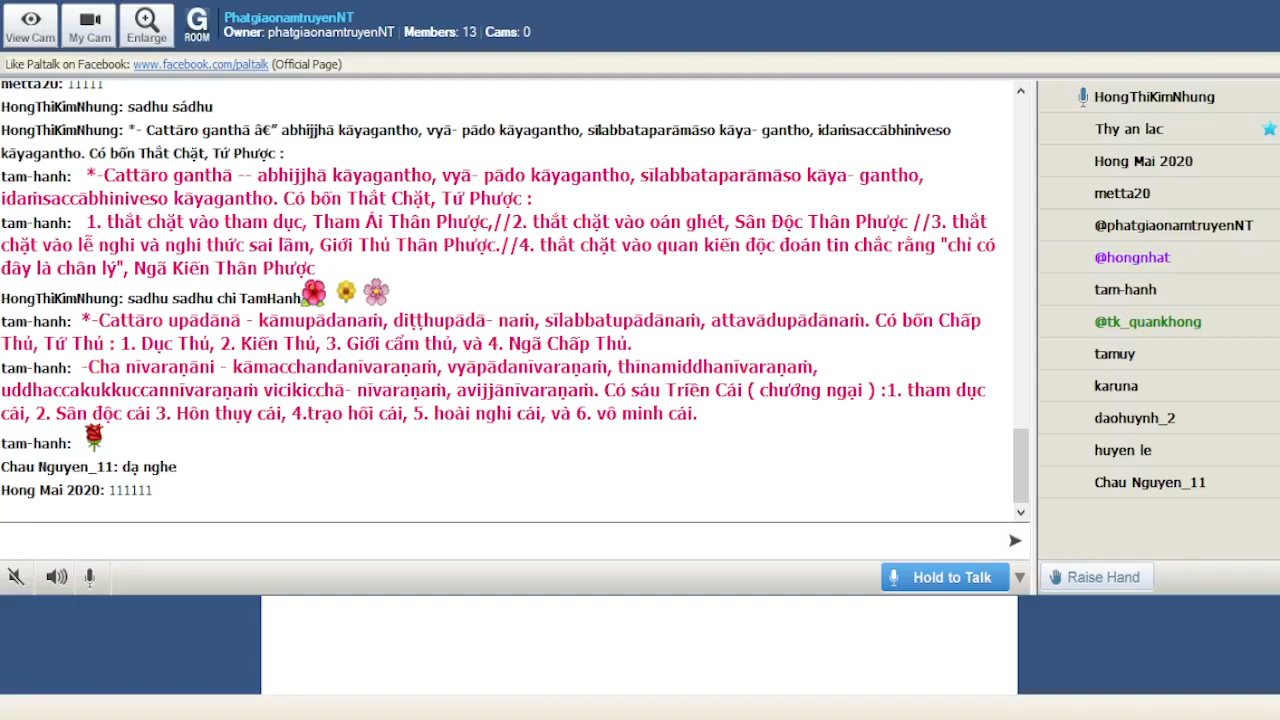 View Cam
My Cam
Enlarge
G
ROOM
PhatgiaonamtruyenNT
Owner: phatgiaonamtruyenNT | Members: 13 | Cams: 0
Like Paltalk on Facebook: www.facebook.com/paltalk (Official Page)
metta20: 11111
HongThiKimNhung: sadhu sádhu
HongThiKimNhung: *- Cattāro ganthā â€” abhijjhā kāyagantho, vyā- pādo kāyagantho, sīlabbataparāmāso kāya- gantho, idaṁsaccābhiniveso
kāyagantho. Có bốn Thắt Chặt, Tứ Phược :
tam-hanh: *-Cattāro ganthā -- abhijjhā kāyagantho, vyā- pādo kāyagantho, sīlabbataparāmāso kāya- gantho,
idaṁsaccābhiniveso kāyagantho. Có bốn Thắt Chặt, Tứ Phược :
tam-hanh: 1. thắt chặt vào tham dục, Tham Ái Thân Phược,//2. thắt chặt vào oán ghét, Sân Độc Thân Phược //3. thắt
chặt vào lễ nghi và nghi thức sai lầm, Giới Thủ Thân Phược.//4. thắt chặt vào quan kiến độc đoán tin chắc rằng "chỉ có
đây là chân lý", Ngã Kiến Thân Phược
HongThiKimNhung: sadhu sadhu chi TamHanh
tam-hanh: *-Cattāro upādānā - kāmupādanaṁ, diṭṭhupādā- naṁ, sīlabbatupādānaṁ, attavādupādānaṁ. Có bốn Chấp
Thủ, Tứ Thủ : 1. Dục Thủ, 2. Kiến Thủ, 3. Giới cấm thủ, và 4. Ngã Chấp Thủ.
tam-hanh: -Cha nīvaraṇāni - kāmacchandanīvaraṇaṁ, vyāpādanīvaraṇaṁ, thīnamiddhanīvaraṇaṁ,
uddhaccakukkuccannīvaraṇaṁ vicikicchā- nīvaraṇaṁ, avijjānīvaraṇaṁ. Có sáu Triền Cái ( chướng ngại ) :1. tham dục
cái, 2. Sân độc cái 3. Hôn thụy cái, 4.trạo hối cái, 5. hoài nghi cái, và 6. vô minh cái.
tam-hanh:
Chau Nguyen_11: dạ nghe
Hong Mai 2020: 111111
Hold to Talk
HongThiKimNhung
Thy an lac
Hong Mai 2020
metta20
@phatgiaonamtruyenNT
@hongnhat
tam-hanh
@tk_quankhong
tamuy
karuna
daohuynh_2
huyen le
Chau Nguyen_11
Raise Hand